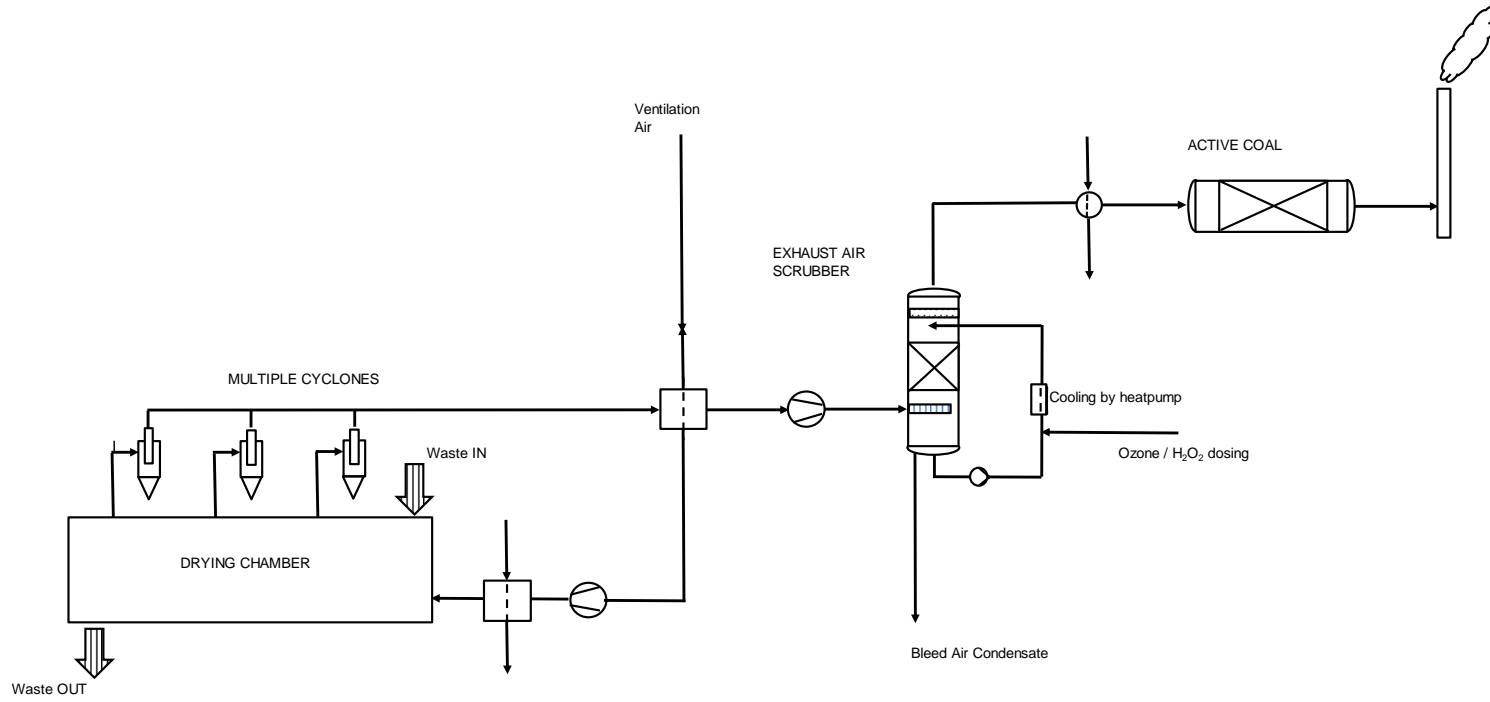 Ventilation
Air
ACTIVE COAL
EXHAUST AIR
SCRUBBER
MULTIPLE CYCLONES
Cooling by heatpump
Waste IN
Ozone / H₂O₂ dosing
DRYING CHAMBER
Bleed Air Condensate
Waste OUT